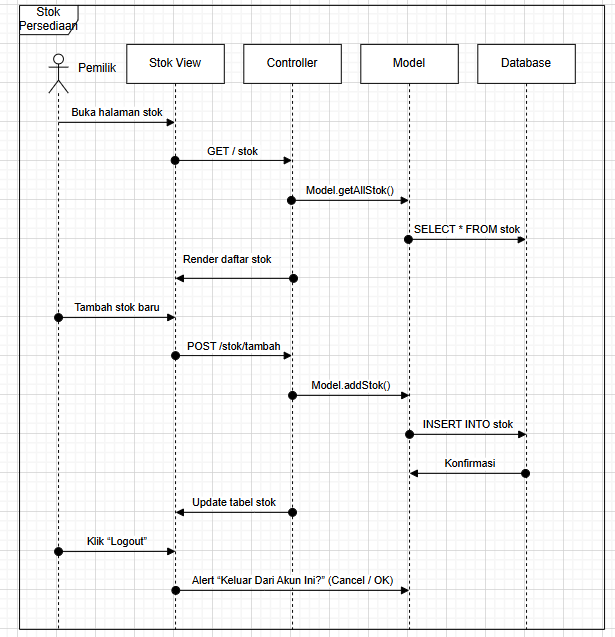 Stok
Persediaan
Pemilik
Stok View
Controller
Model
Database
Buka halaman stok
GET / stok
Model.getAllStok()
SELECT * FROM stok
Render daftar stok
Tambah stok baru
POST /stok/tambah
Model.addStok()
INSERT INTO stok
Konfirmasi
Update tabel stok
Klik “Logout”
Alert “Keluar Dari Akun Ini?” (Cancel / OK)